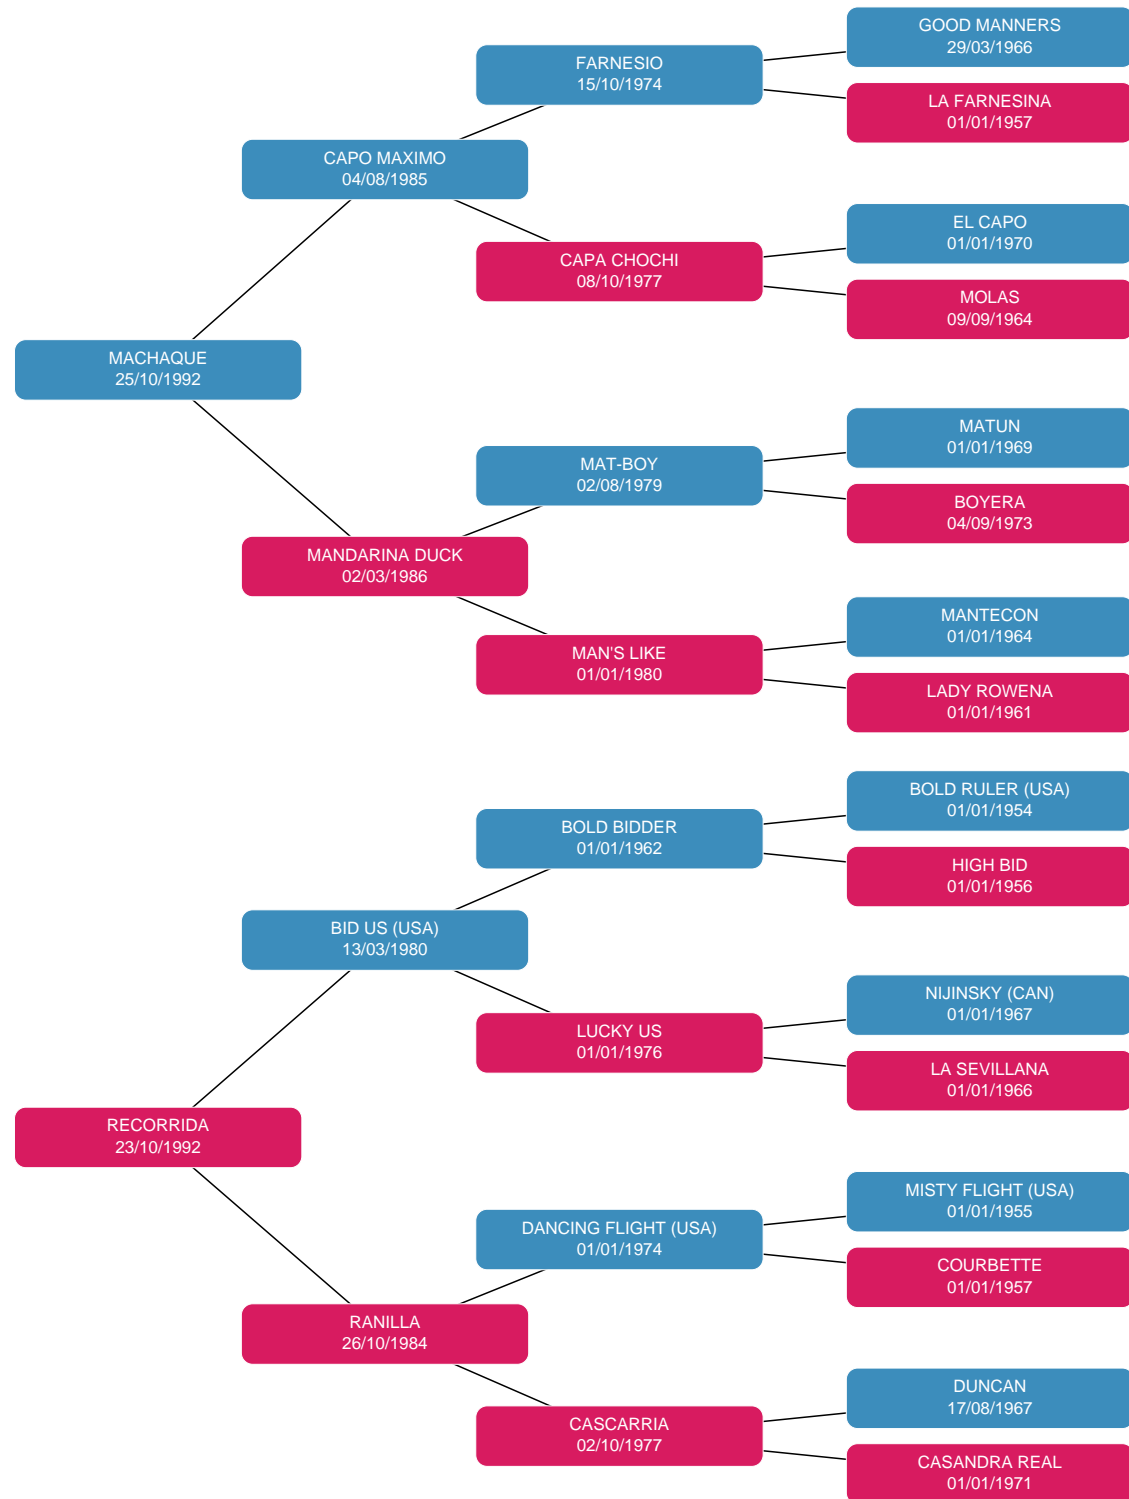 GOOD MANNERS
29/03/1966
FARNESIO
15/10/1974
LA FARNESINA
01/01/1957
CAPO MAXIMO
04/08/1985
EL CAPO
01/01/1970
CAPA CHOCHI
08/10/1977
MOLAS
09/09/1964
MACHAQUE
25/10/1992
MATUN
01/01/1969
MAT-BOY
02/08/1979
BOYERA
04/09/1973
MANDARINA DUCK
02/03/1986
MANTECON
01/01/1964
MAN'S LIKE
01/01/1980
LADY ROWENA
01/01/1961
BOLD RULER (USA)
01/01/1954
BOLD BIDDER
01/01/1962
HIGH BID
01/01/1956
BID US (USA)
13/03/1980
NIJINSKY (CAN)
01/01/1967
LUCKY US
01/01/1976
LA SEVILLANA
01/01/1966
RECORRIDA
23/10/1992
MISTY FLIGHT (USA)
01/01/1955
DANCING FLIGHT (USA)
01/01/1974
COURBETTE
01/01/1957
RANILLA
26/10/1984
DUNCAN
17/08/1967
CASCARRIA
02/10/1977
CASANDRA REAL
01/01/1971